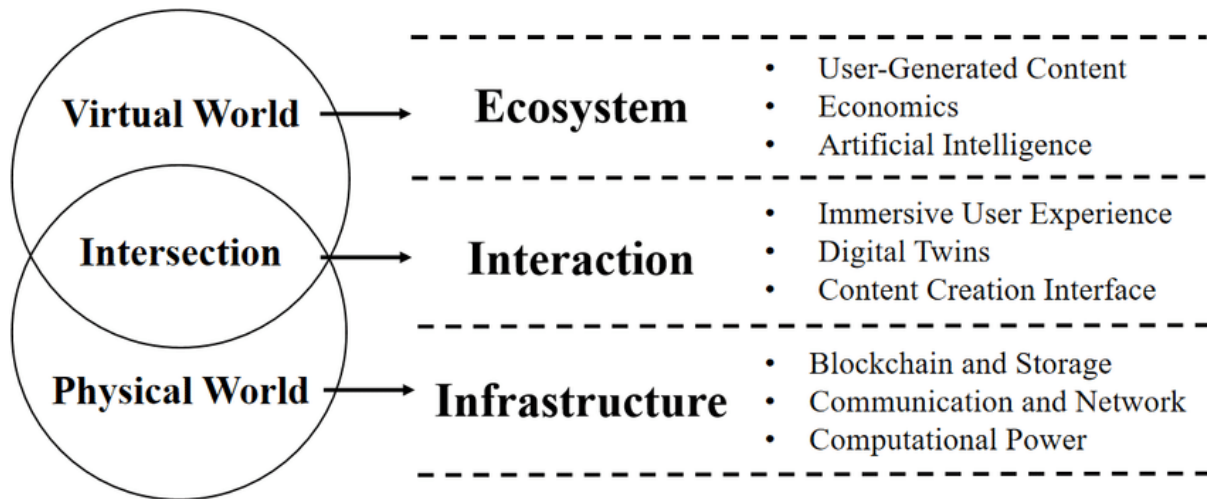 Virtual World
Ecosystem
• User-Generated Content
• Economics
• Artificial Intelligence
Intersection
Interaction
• Immersive User Experience
• Digital Twins
• Content Creation Interface
Physical World
Infrastructure
• Blockchain and Storage
• Communication and Network
• Computational Power